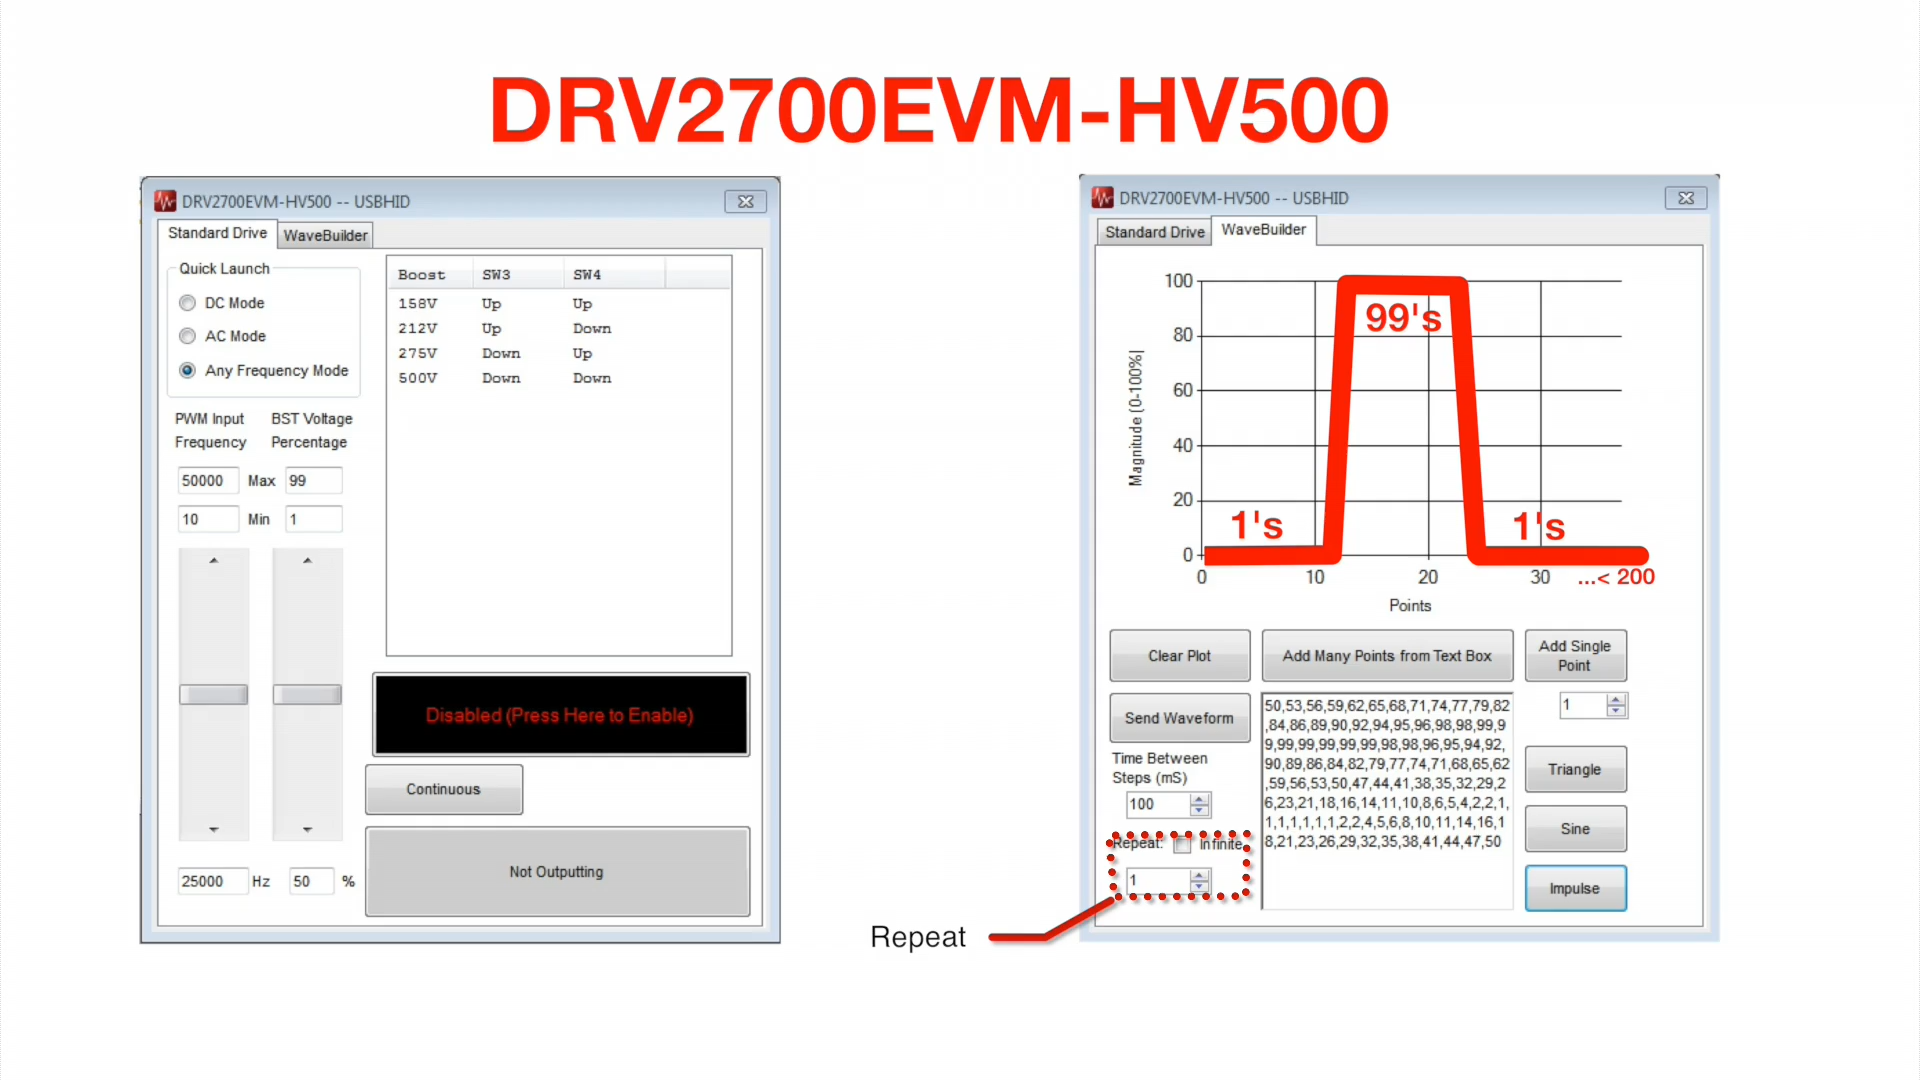 DRV2700EVM-HV500
DRV2700EVM-HV500 -- USBHID
Standard Drive WaveBuilder
Quick Launch
DC Mode
AC Mode
Any Frequency Mode
PWM Input BST Voltage
Frequency Percentage
50000 Max 99
10 Min 1
25000 Hz 50 %
Boost SW3 SW4
158V Up Up
212V Up Down
275V Down Up
500V Down Down
Disabled (Press Here to Enable)
Continuous
Not Outputting
DRV2700EVM-HV500 -- USBHID
Standard Drive WaveBuilder
Magnitude [0-100%]
100
80
60
40
20
0
99's
1's 1's
0 10 20 30 ...< 200
Points
Clear Plot
Add Many Points from Text Box
Add Single
Point
1
Send Waveform
Time Between
Steps (mS)
100
Repeat: Infinite
1
50,53,56,59,62,65,68,71,74,77,79,82
,84,86,89,90,92,94,95,96,98,98,99,9
9,99,99,99,99,99,98,98,96,95,94,92,
90,89,86,84,82,79,77,74,71,68,65,62
,59,56,53,50,47,44,41,38,35,32,29,2
6,23,21,18,16,14,11,10,8,6,5,4,2,2,1,
1,1,1,1,1,1,2,2,4,5,6,8,10,11,14,16,1
8,21,23,26,29,32,35,38,41,44,47,50
Triangle
Sine
Impulse
Repeat